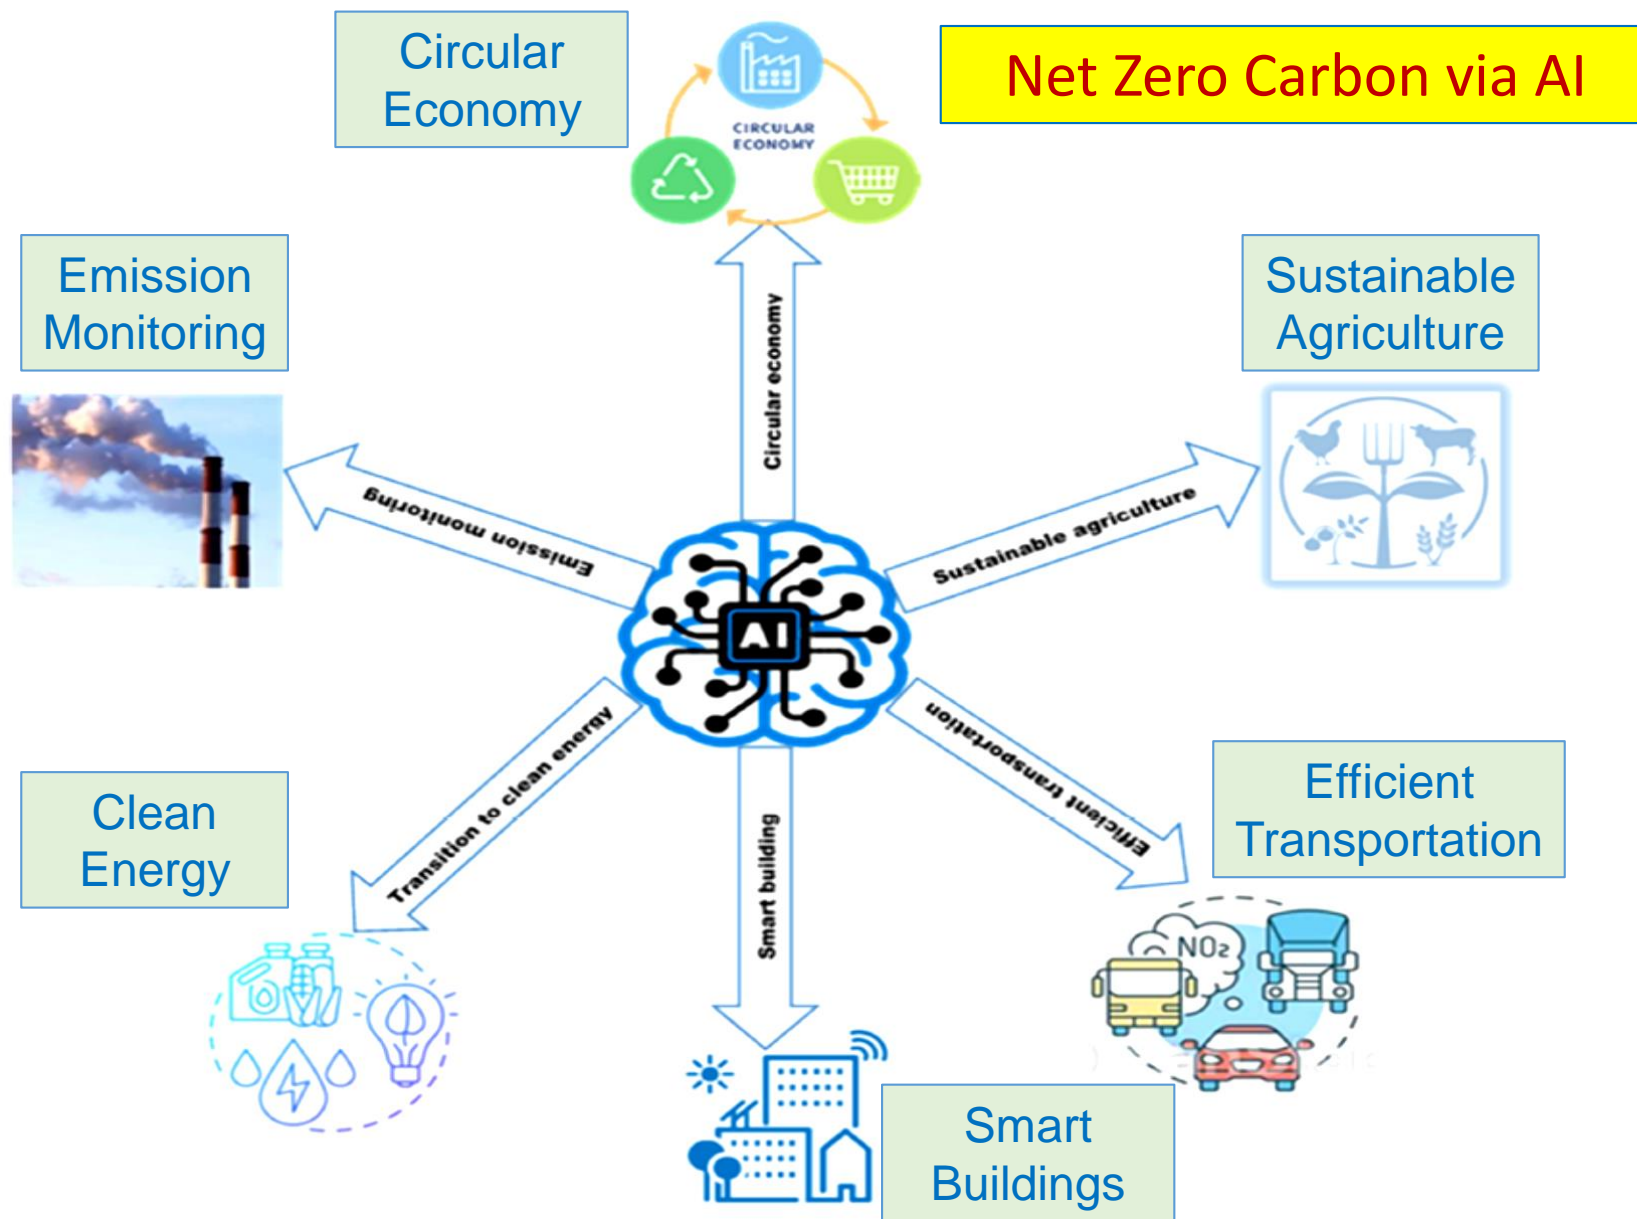 Circular
Economy
Net Zero Carbon via AI
CIRCULAR
ECONOMY
Emission
Monitoring
Sustainable
Agriculture
Circular economy
Emission monitoring
Sustainable agriculture
AI
Transition to clean energy
Efficient transportation
Smart building
Clean
Energy
Efficient
Transportation
NO₂
Smart
Buildings